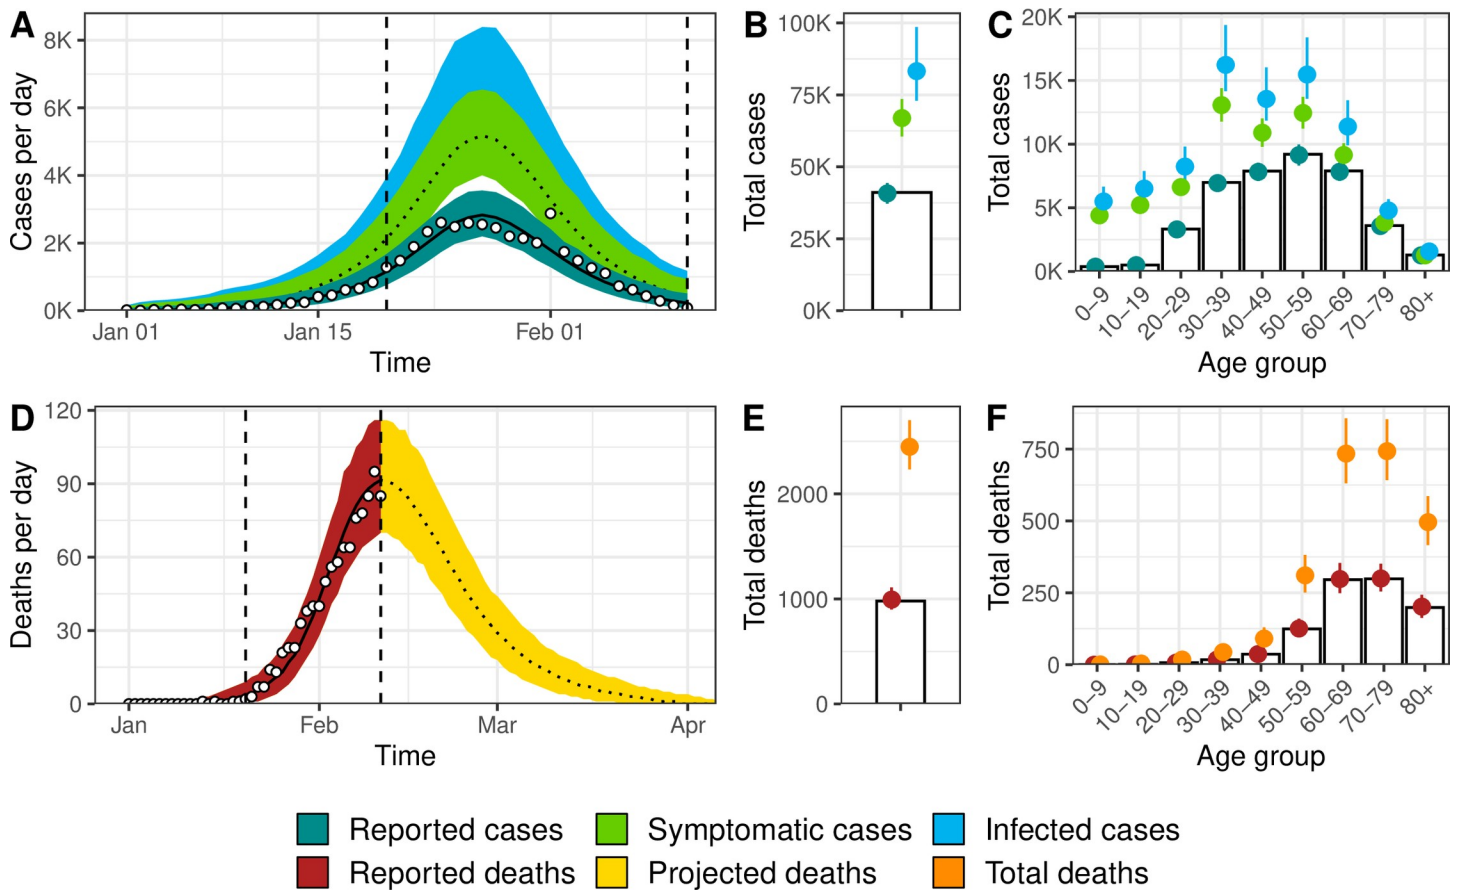 A
Cases per day
8K
6K
4K
2K
0K
Jan 01
Jan 15
Feb 01
Time
B
Total cases
100K
75K
50K
25K
0K
C
Total cases
20K
15K
10K
5K
0K
0–9
10–19
20–29
30–39
40–49
50–59
60–69
70–79
80+
Age group
D
Deaths per day
120
90
60
30
0
Jan
Feb
Mar
Apr
Time
E
Total deaths
2000
1000
0
F
Total deaths
750
500
250
0
0–9
10–19
20–29
30–39
40–49
50–59
60–69
70–79
80+
Age group
Reported cases
Symptomatic cases
Infected cases
Reported deaths
Projected deaths
Total deaths